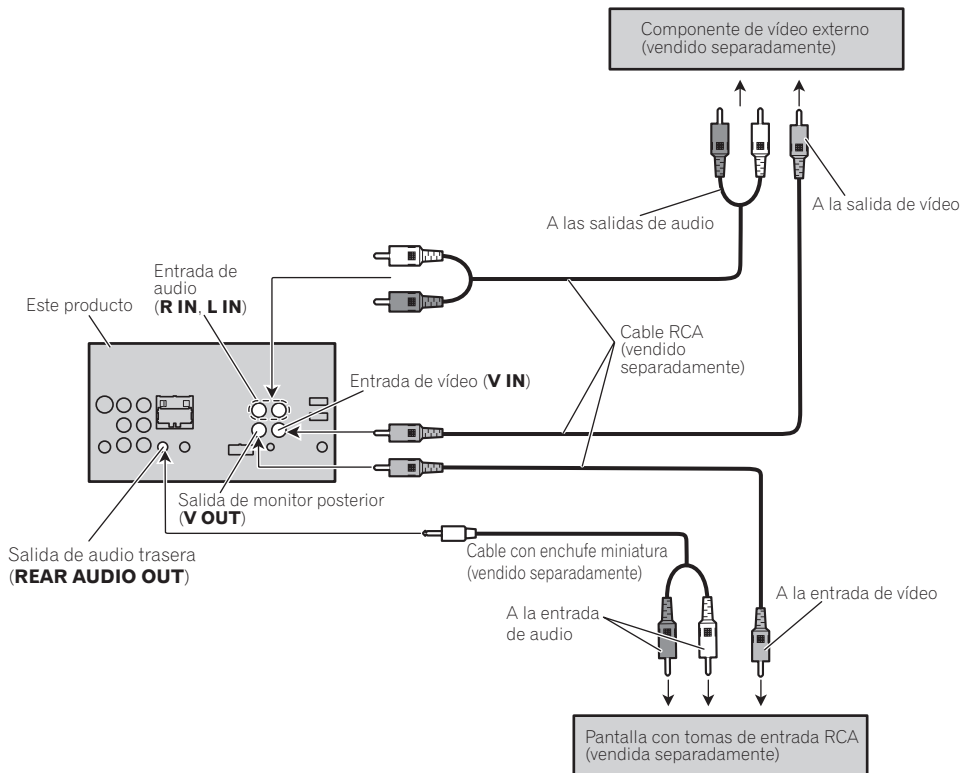 Componente de vídeo externo
(vendido separadamente)
A las salidas de audio
A la salida de vídeo
Entrada de
audio
(R IN, L IN)
Este producto
Cable RCA
(vendido
separadamente)
Entrada de vídeo (V IN)
Salida de monitor posterior
(V OUT)
Salida de audio trasera
(REAR AUDIO OUT)
Cable con enchufe miniatura
(vendido separadamente)
A la entrada
de audio
A la entrada de vídeo
Pantalla con tomas de entrada RCA
(vendida separadamente)